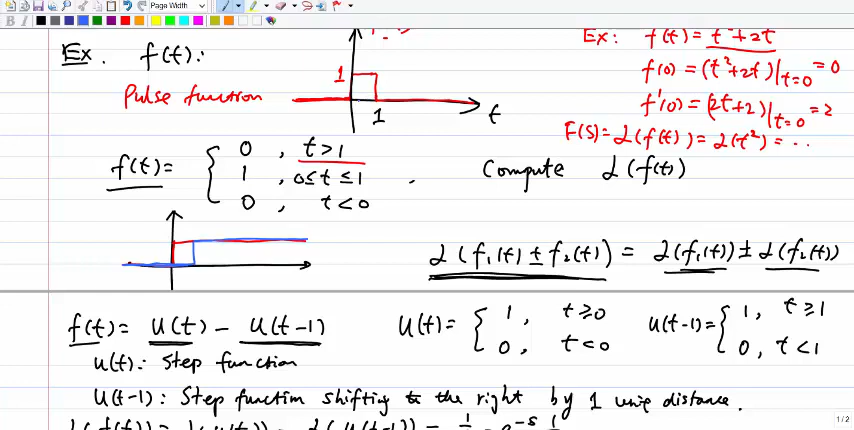 Page Width
B I
Ex. f(t):
1
Pulse function
1
t
Ex: f(t) = t²+2t
f(0) = (t²+2t)|t=0 = 0
f'(0) = (2t+2)|t=0 = 2
F(s) = ℒ(f(t)) = ℒ(t²) = ...
f(t) = { 0 , t>1
1 , 0≤t≤1 .
0 , t<0
Compute ℒ(f(t))
ℒ(f₁(t) ± f₂(t)) = ℒ(f₁(t)) ± ℒ(f₂(t))
f(t) = u(t) - u(t-1)
u(t) = { 1, t≥0
0, t<0
u(t-1) = { 1, t≥1
0, t<1
u(t): Step function
u(t-1): Step function shifting to the right by 1 unit distance.
1 / 2